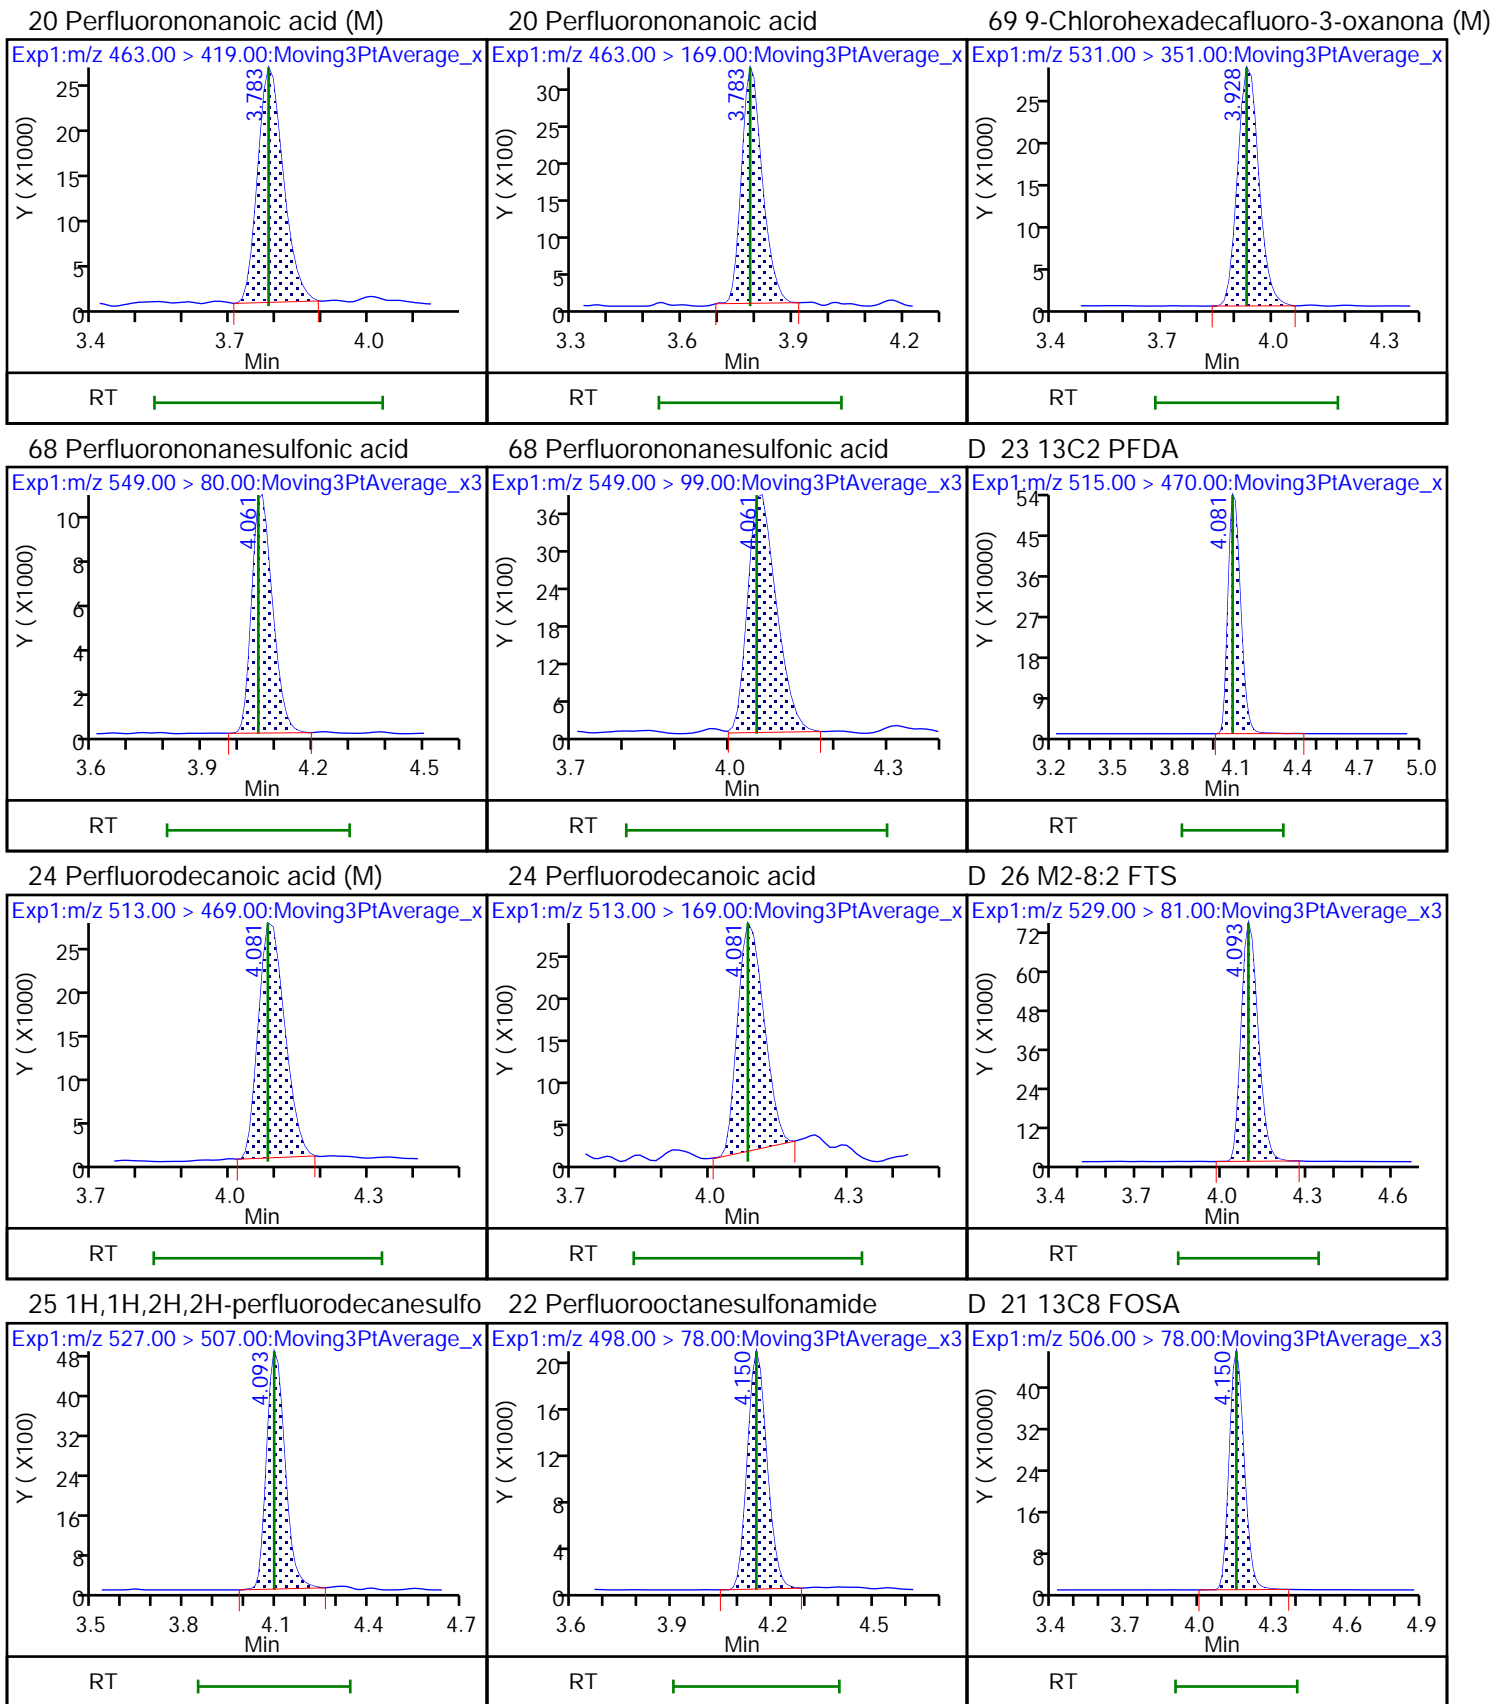 20 Perfluorononanoic acid (M)
Exp1:m/z 463.00 > 419.00:Moving3PtAverage_x
3.783
Y ( X1000)
25
20
15
10
5
0
3.4 3.7 4.0
Min
RT
20 Perfluorononanoic acid
Exp1:m/z 463.00 > 169.00:Moving3PtAverage_x
3.783
Y ( X100)
30
25
20
15
10
5
0
3.3 3.6 3.9 4.2
Min
RT
69 9-Chlorohexadecafluoro-3-oxanona (M)
Exp1:m/z 531.00 > 351.00:Moving3PtAverage_x
3.928
Y ( X1000)
25
20
15
10
5
0
3.4 3.7 4.0 4.3
Min
RT
68 Perfluorononanesulfonic acid
Exp1:m/z 549.00 > 80.00:Moving3PtAverage_x3
4.061
Y ( X1000)
10
8
6
4
2
0
3.6 3.9 4.2 4.5
Min
RT
68 Perfluorononanesulfonic acid
Exp1:m/z 549.00 > 99.00:Moving3PtAverage_x3
4.061
Y ( X100)
36
30
24
18
12
6
0
3.7 4.0 4.3
Min
RT
D 23 13C2 PFDA
Exp1:m/z 515.00 > 470.00:Moving3PtAverage_x
4.081
Y ( X10000)
54
45
36
27
18
9
0
3.2 3.5 3.8 4.1 4.4 4.7 5.0
Min
RT
24 Perfluorodecanoic acid (M)
Exp1:m/z 513.00 > 469.00:Moving3PtAverage_x
4.081
Y ( X1000)
25
20
15
10
5
0
3.7 4.0 4.3
Min
RT
24 Perfluorodecanoic acid
Exp1:m/z 513.00 > 169.00:Moving3PtAverage_x
4.081
Y ( X100)
25
20
15
10
5
0
3.7 4.0 4.3
Min
RT
D 26 M2-8:2 FTS
Exp1:m/z 529.00 > 81.00:Moving3PtAverage_x3
4.093
Y ( X1000)
72
60
48
36
24
12
0
3.4 3.7 4.0 4.3 4.6
Min
RT
25 1H,1H,2H,2H-perfluorodecanesulfo
Exp1:m/z 527.00 > 507.00:Moving3PtAverage_x
4.093
Y ( X100)
48
40
32
24
16
8
0
3.5 3.8 4.1 4.4 4.7
Min
RT
22 Perfluorooctanesulfonamide
Exp1:m/z 498.00 > 78.00:Moving3PtAverage_x3
4.150
Y ( X1000)
20
16
12
8
4
0
3.6 3.9 4.2 4.5
Min
RT
D 21 13C8 FOSA
Exp1:m/z 506.00 > 78.00:Moving3PtAverage_x3
4.150
Y ( X10000)
40
32
24
16
8
0
3.4 3.7 4.0 4.3 4.6 4.9
Min
RT